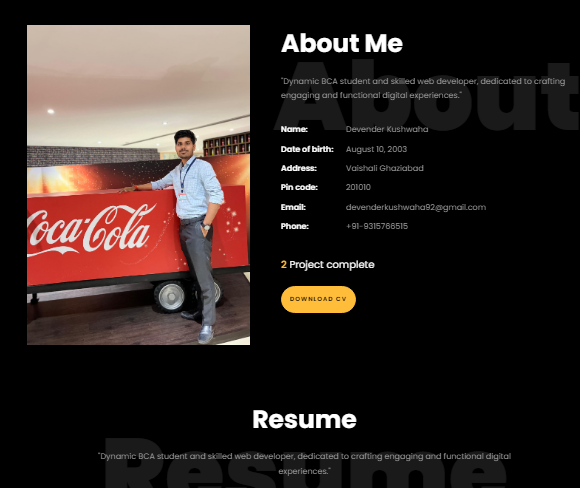 About Me
About
"Dynamic BCA student and skilled web developer, dedicated to crafting
engaging and functional digital experiences."
Name: Devender Kushwaha
Date of birth: August 10, 2003
Address: Vaishali Ghaziabad
Pin code: 201010
Email: devenderkushwaha92@gmail.com
Phone: +91-9315766515
2 Project complete
DOWNLOAD CV
Coca-Cola
Resume
Resume
"Dynamic BCA student and skilled web developer, dedicated to crafting engaging and functional digital
experiences."